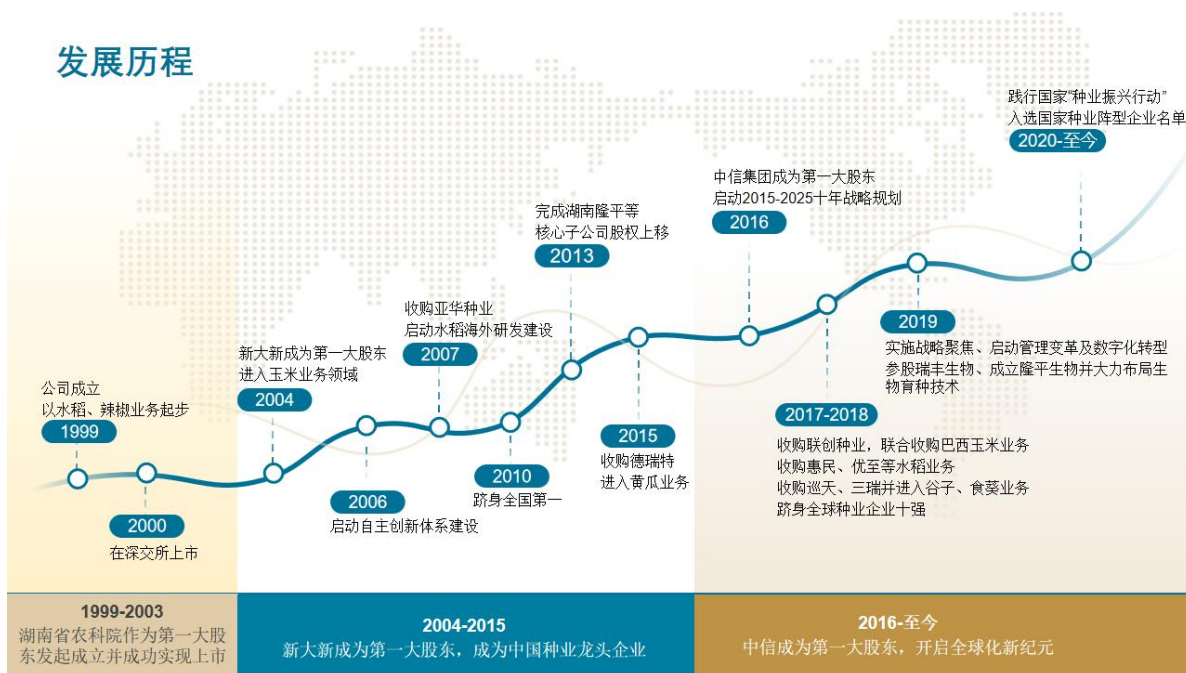 发展历程
公司成立
以水稻、辣椒业务起步
1999
2000
在深交所上市
新大新成为第一大股东
进入玉米业务领域
2004
2006
启动自主创新体系建设
收购亚华种业
启动水稻海外研发建设
2007
2010
跻身全国第一
完成湖南隆平等
核心子公司股权上移
2013
2015
收购德瑞特
进入黄瓜业务
中信集团成为第一大股东
启动2015-2025十年战略规划
2016
2017-2018
收购联创种业，联合收购巴西玉米业务
收购惠民、优至等水稻业务
收购巡天、三瑞并进入谷子、食葵业务
跻身全球种业企业十强
2019
实施战略聚焦、启动管理变革及数字化转型
参股瑞丰生物、成立隆平生物并大力布局生
物育种技术
践行国家“种业振兴行动”
入选国家种业阵型企业名单
2020-至今
1999-2003
湖南省农科院作为第一大股
东发起成立并成功实现上市
2004-2015
新大新成为第一大股东，成为中国种业龙头企业
2016-至今
中信成为第一大股东，开启全球化新纪元